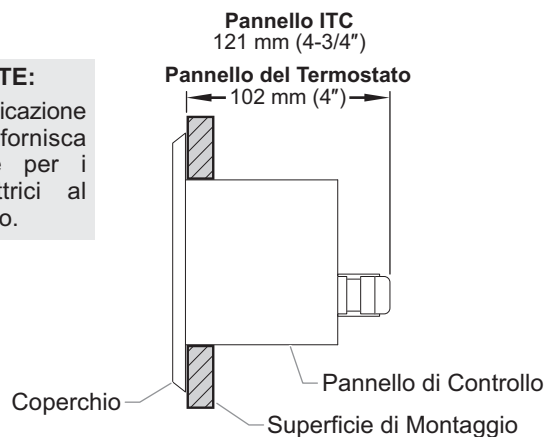 Pannello ITC
121 mm (4-3/4″)
Pannello del Termostato
102 mm (4″)
TE:
icazione
fornisca
e per i
ttrici al
o.
Pannello di Controllo
Coperchio
Superficie di Montaggio